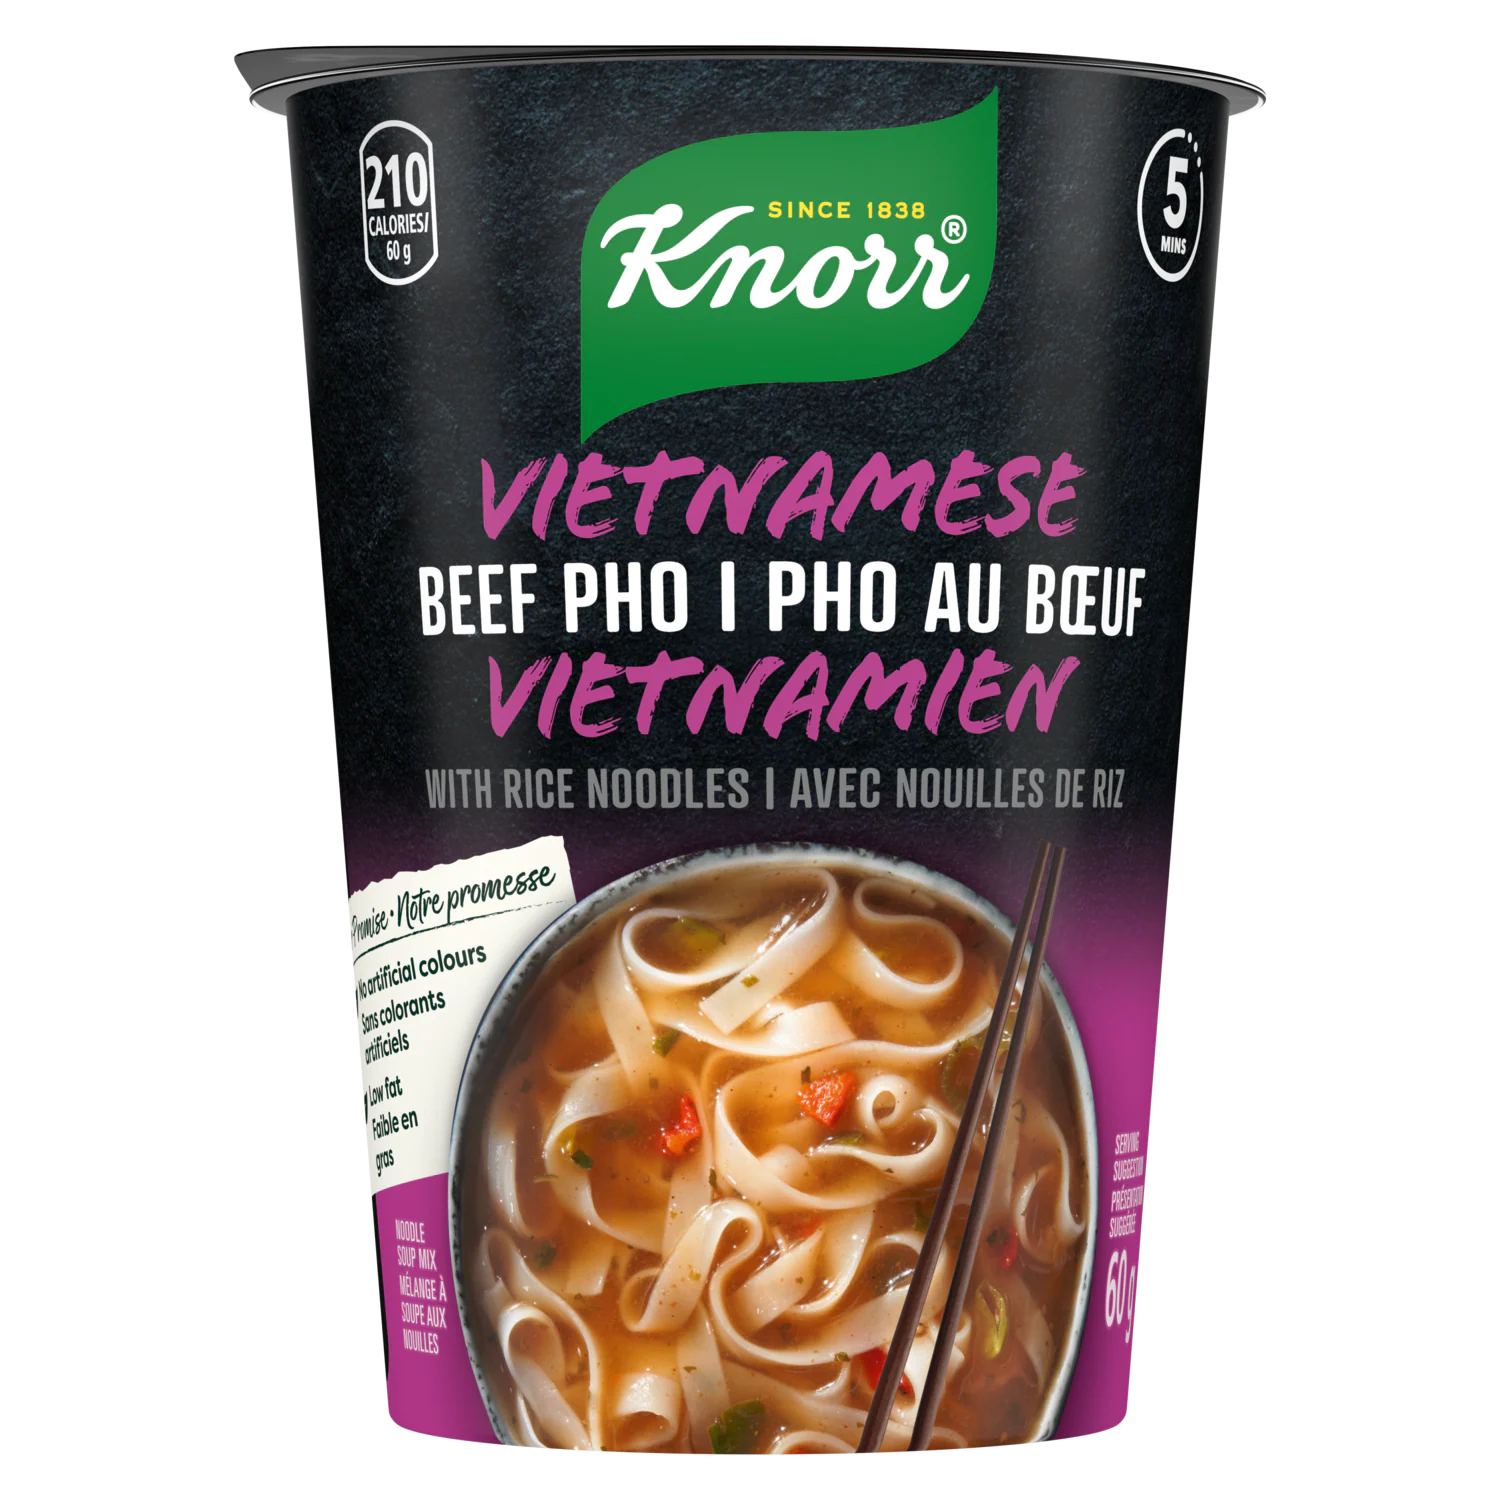 210
CALORIES/
60 g
SINCE 1838
Knorr®
5
MINS
VIETNAMESE
BEEF PHO | PHO AU BŒUF
VIETNAMIEN
WITH RICE NOODLES | AVEC NOUILLES DE RIZ
Promise • Notre promesse
No artificial colours
Sans colorants
artificiels
Low fat
Faible en
gras
NOODLE
SOUP MIX
MÉLANGE À
SOUPE AUX
NOUILLES
SERVING
SUGGESTION
PRÉSENTATION
SUGGÉRÉE
60 g